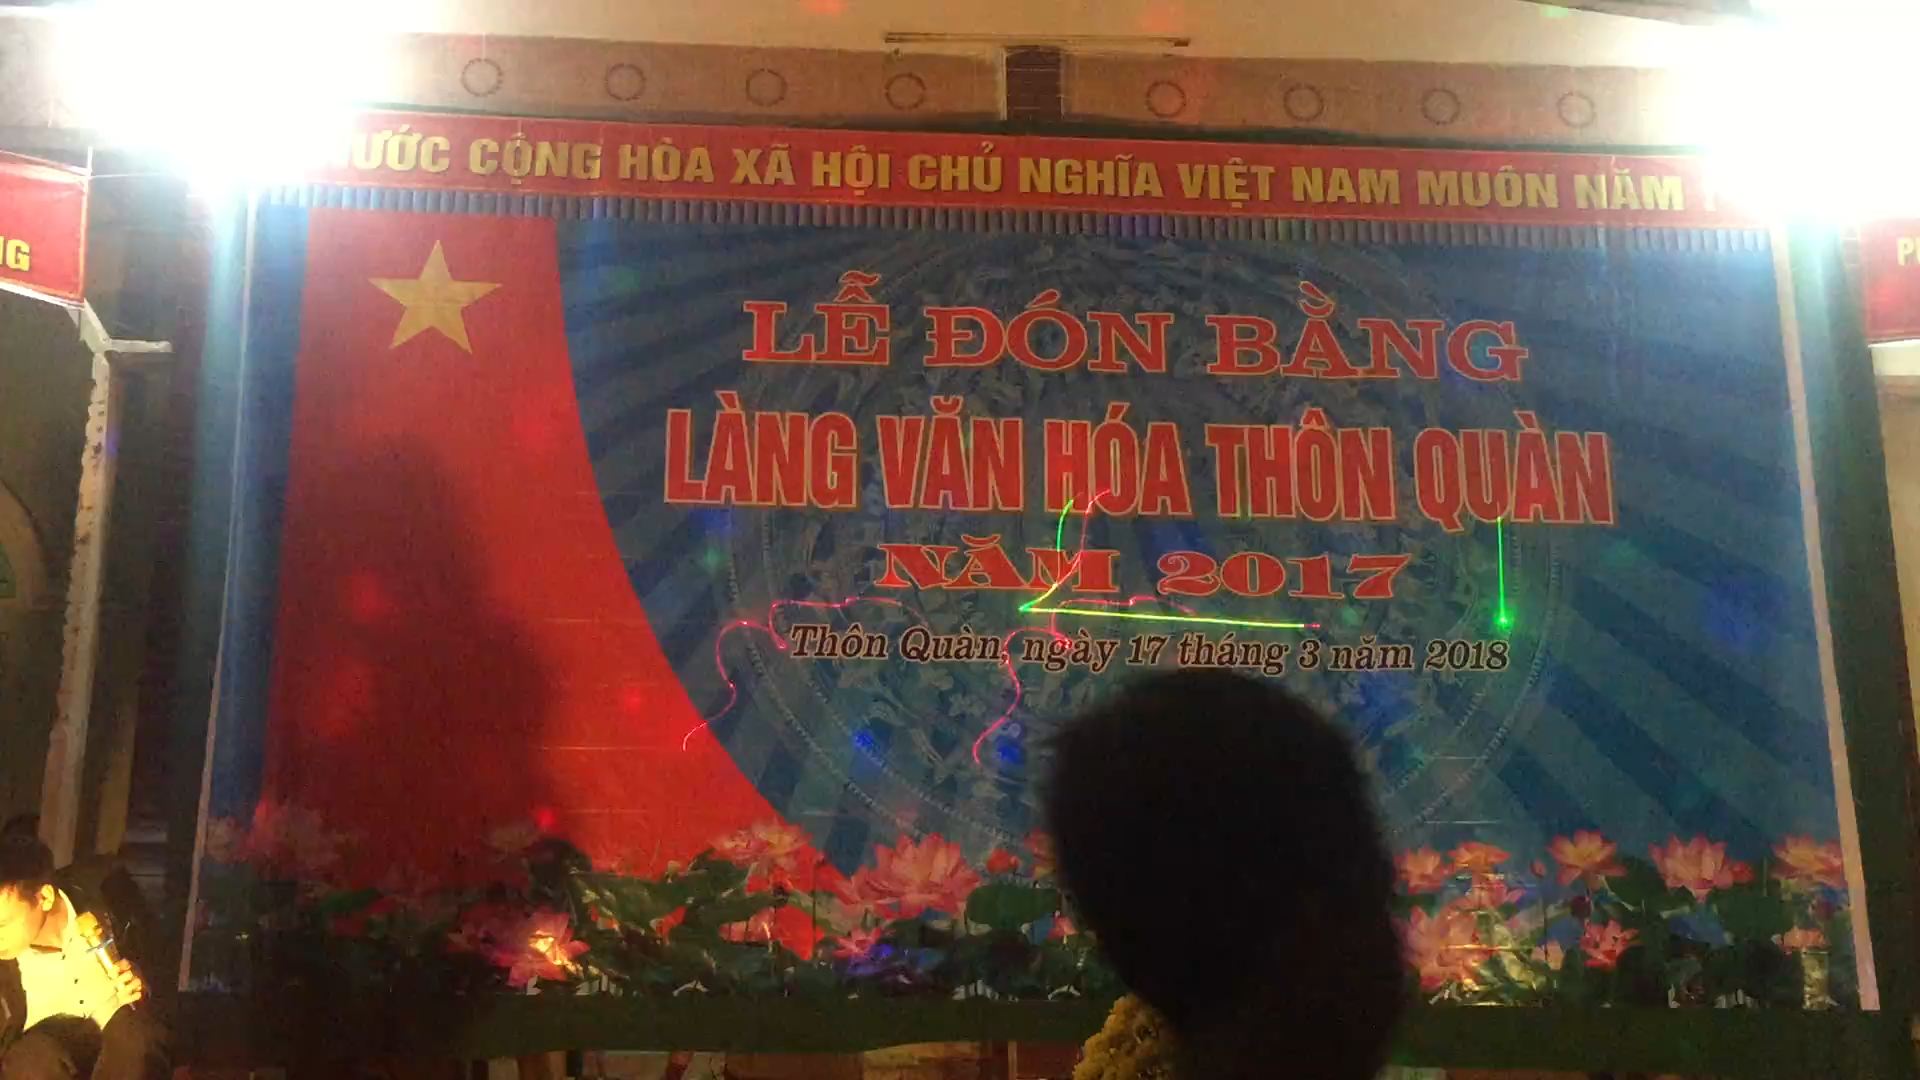 CỘNG HÒA XÃ HỘI CHỦ NGHĨA VIỆT NAM MUÔN NĂM
LỄ ĐÓN BẰNG
LÀNG VĂN HÓA THÔN QUÀN
NĂM 2017
Thôn Quàn, ngày 17 tháng 3 năm 2018